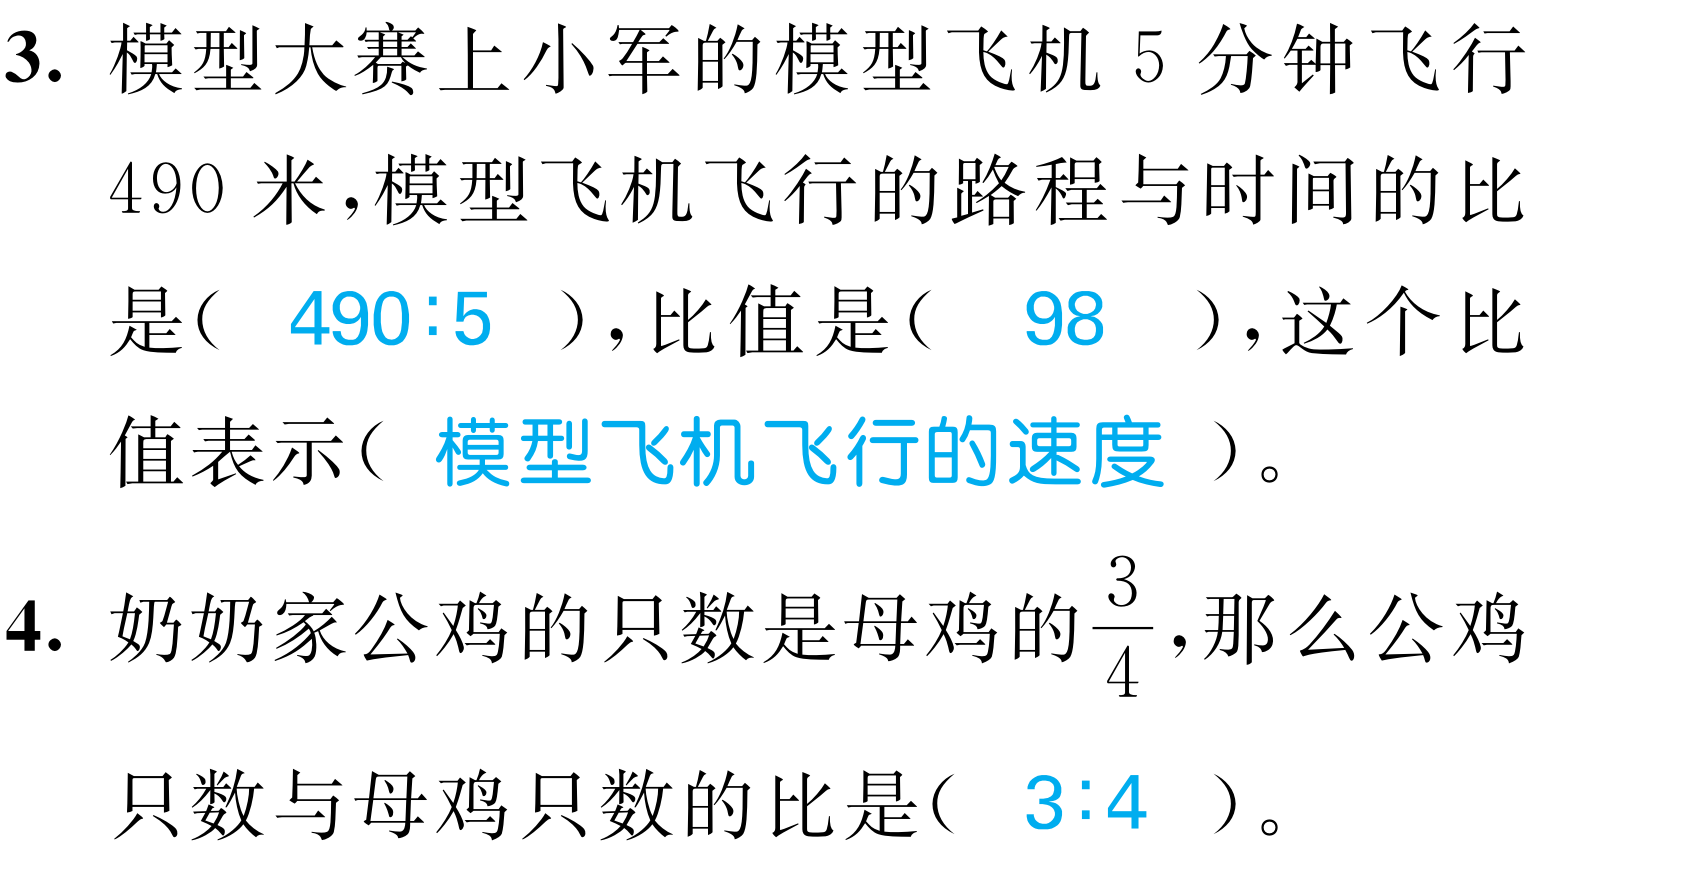 3. 模型大赛上小军的模型飞机 5 分钟飞行
490 米,模型飞机飞行的路程与时间的比
是( 490∶5 ),比值是( 98 ),这个比
值表示( 模型飞机飞行的速度 )。
4. 奶奶家公鸡的只数是母鸡的3/4,那么公鸡
只数与母鸡只数的比是( 3∶4 )。